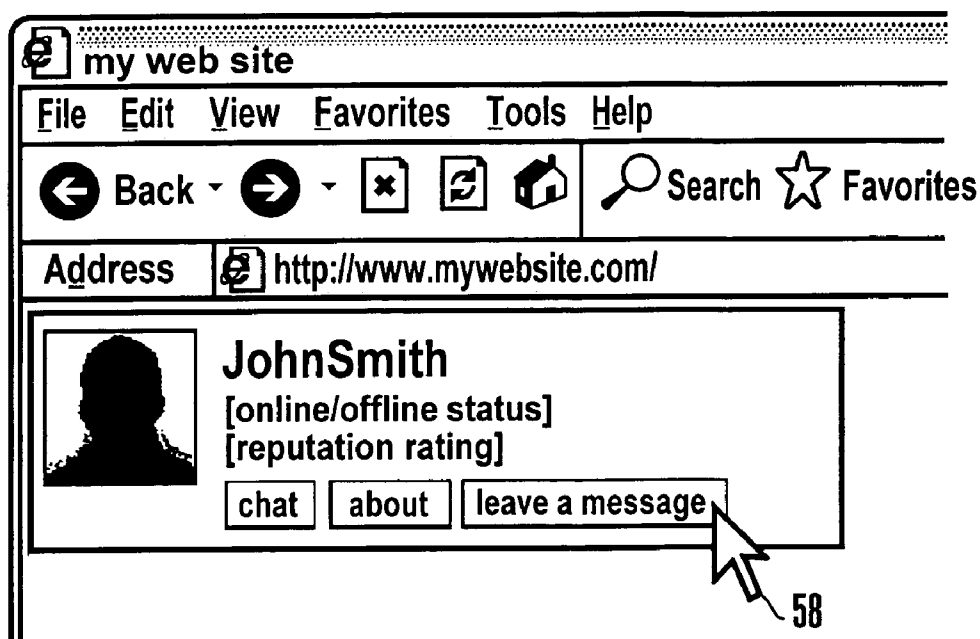 my web site
File Edit View Favorites Tools Help
Back Search Favorites
Address http://www.mywebsite.com/
JohnSmith
[online/offline status]
[reputation rating]
chat about leave a message
58